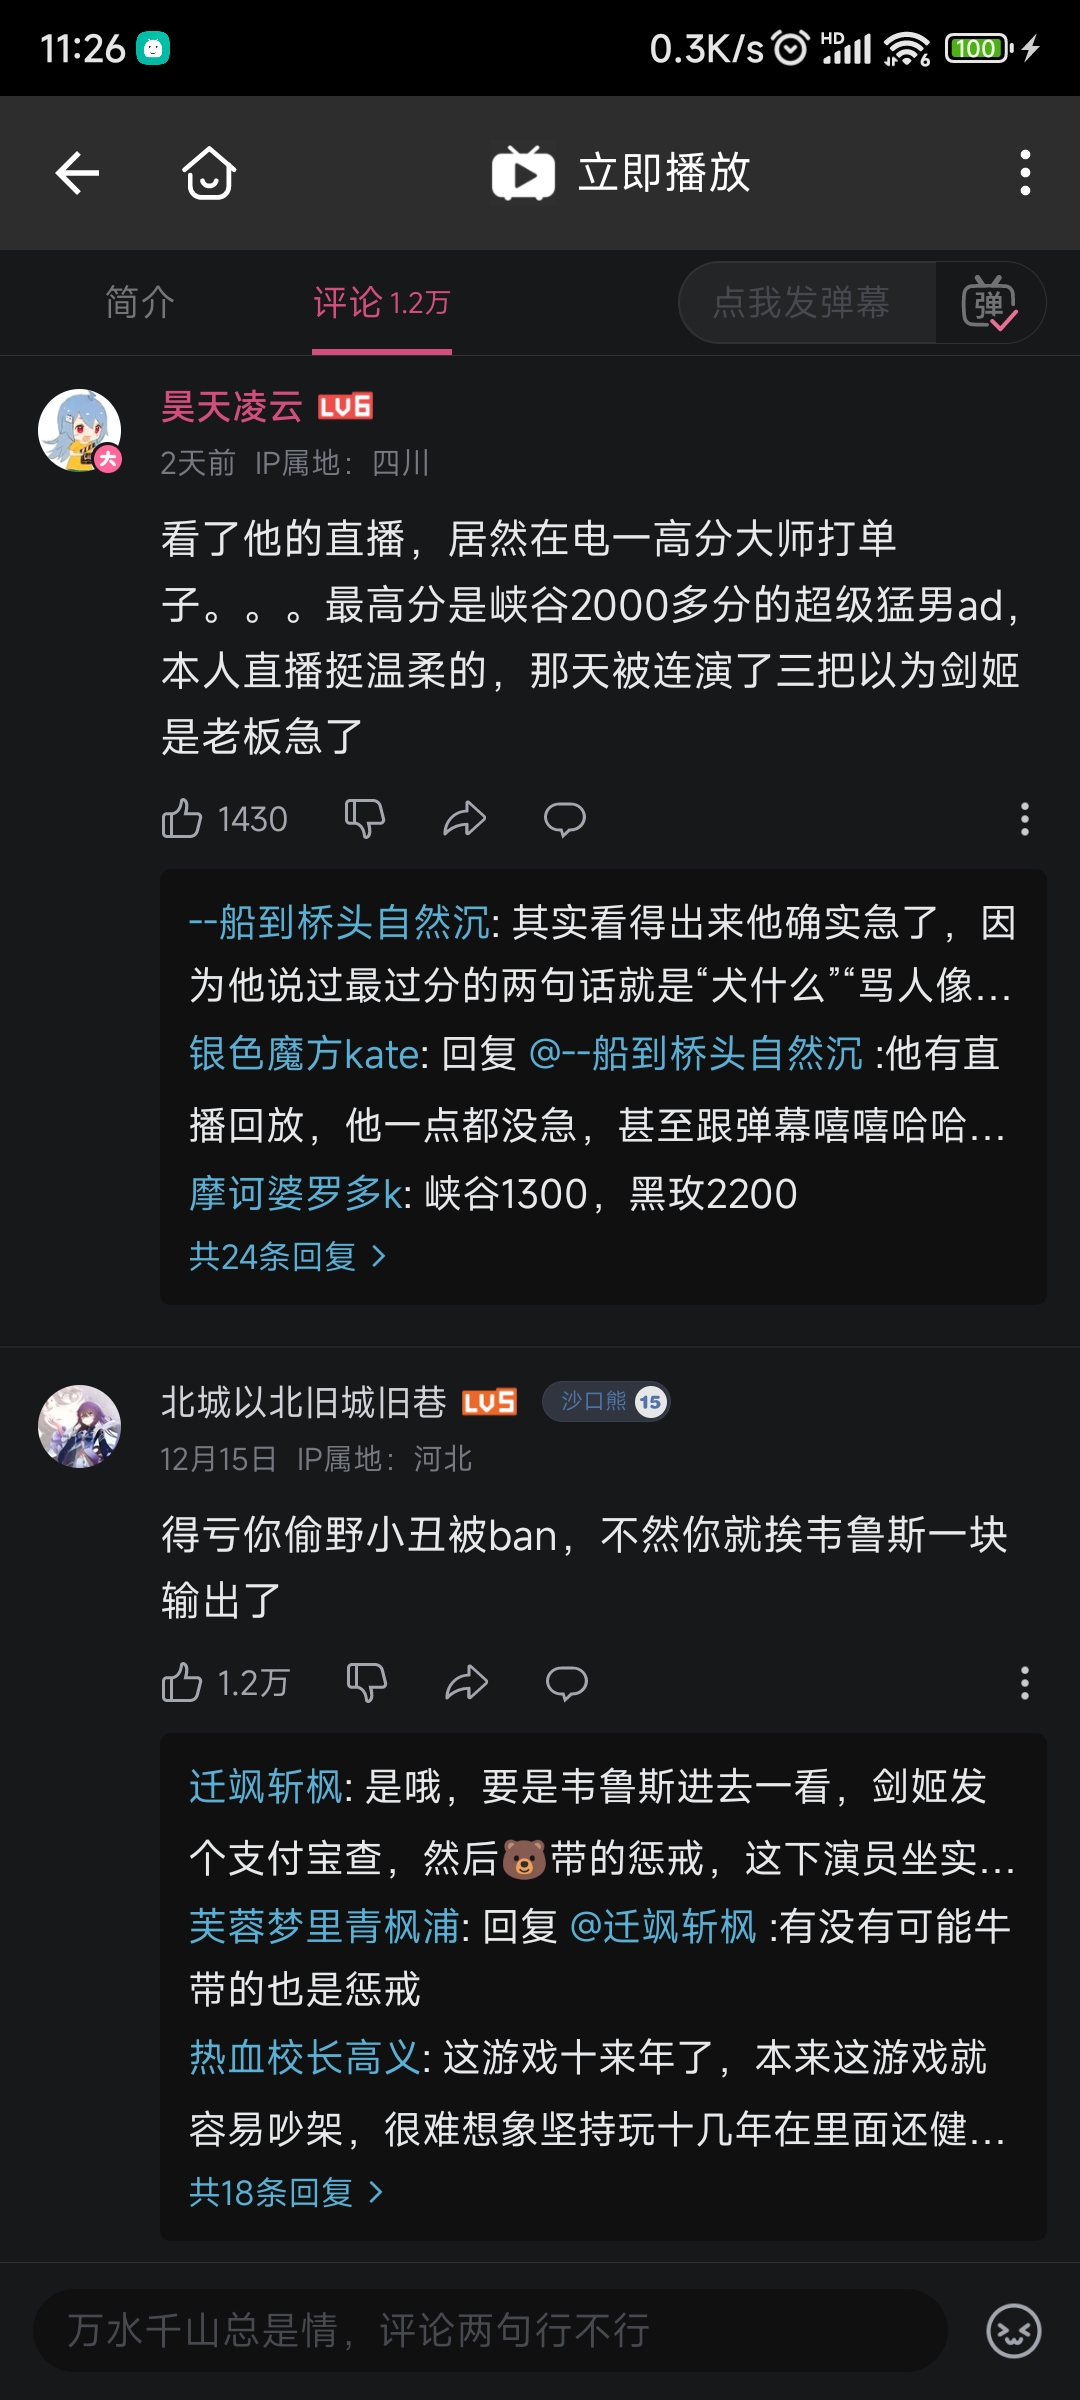 11:26
0.3K/s HD 6 100
立即播放
简介 评论 1.2万 点我发弹幕 弹
昊天凌云 LV6
大
2天前 IP属地：四川
看了他的直播，居然在电一高分大师打单
子。。。最高分是峡谷2000多分的超级猛男ad，
本人直播挺温柔的，那天被连演了三把以为剑姬
是老板急了
1430
--船到桥头自然沉: 其实看得出来他确实急了，因
为他说过最过分的两句话就是“犬什么”“骂人像...
银色魔方kate: 回复 @--船到桥头自然沉 :他有直
播回放，他一点都没急，甚至跟弹幕嘻嘻哈哈...
摩诃婆罗多k: 峡谷1300，黑玫2200
共24条回复 >
北城以北旧城旧巷 LV5 沙口熊 15
12月15日 IP属地：河北
得亏你偷野小丑被ban，不然你就挨韦鲁斯一块
输出了
1.2万
迁飒斩枫: 是哦，要是韦鲁斯进去一看，剑姬发
个支付宝查，然后🐻带的惩戒，这下演员坐实...
芙蓉梦里青枫浦: 回复 @迁飒斩枫 :有没有可能牛
带的也是惩戒
热血校长高义: 这游戏十来年了，本来这游戏就
容易吵架，很难想象坚持玩十几年在里面还健...
共18条回复 >
万水千山总是情，评论两句行不行